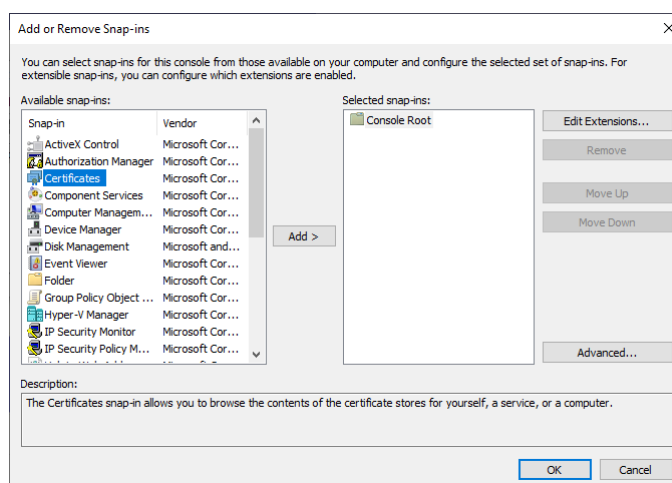 Add or Remove Snap-ins
You can select snap-ins for this console from those available on your computer and configure the selected set of snap-ins. For
extensible snap-ins, you can configure which extensions are enabled.
Available snap-ins:
Selected snap-ins:
Snap-in Vendor
ActiveX Control Microsoft Cor...
Authorization Manager Microsoft Cor...
Certificates Microsoft Cor...
Component Services Microsoft Cor...
Computer Managem... Microsoft Cor...
Device Manager Microsoft Cor...
Disk Management Microsoft and...
Event Viewer Microsoft Cor...
Folder Microsoft Cor...
Group Policy Object ... Microsoft Cor...
Hyper-V Manager Microsoft Cor...
IP Security Monitor Microsoft Cor...
IP Security Policy M... Microsoft Cor...
Add >
Console Root
Edit Extensions...
Remove
Move Up
Move Down
Advanced...
Description:
The Certificates snap-in allows you to browse the contents of the certificate stores for yourself, a service, or a computer.
OK
Cancel